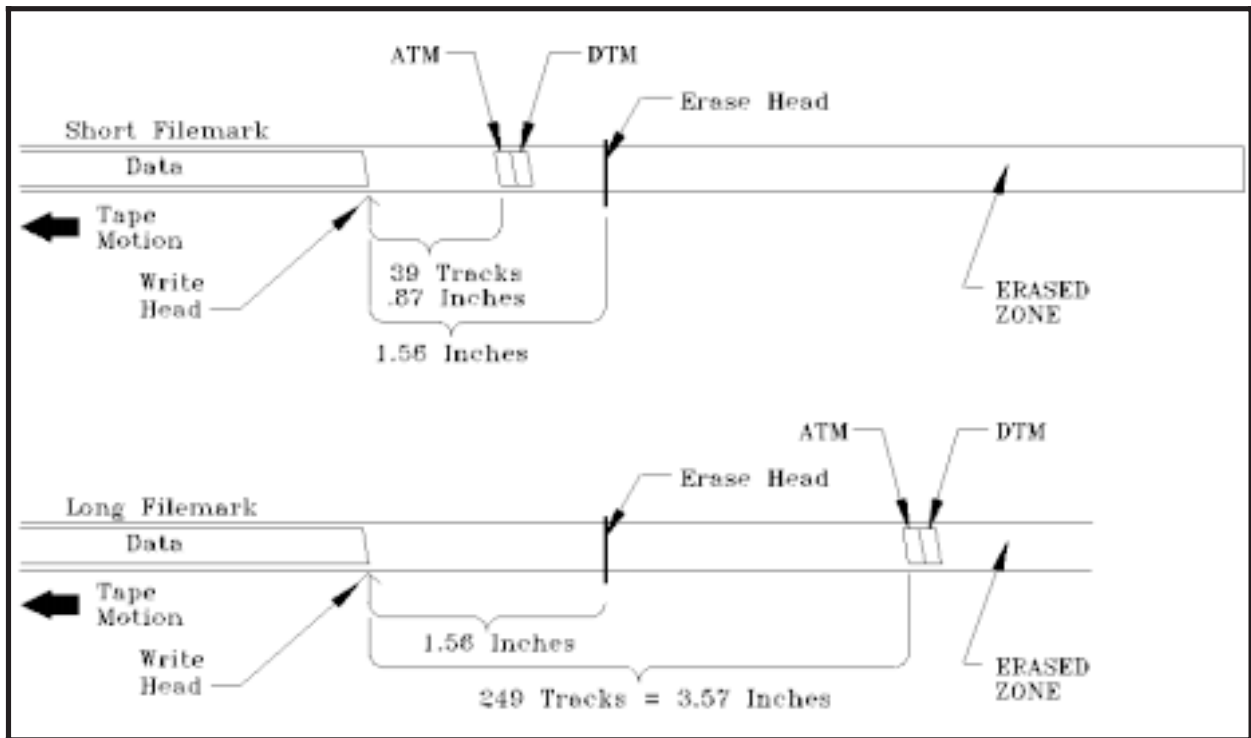 ATM
DTM
Erase Head
Short Filemark
Data
Tape
Motion
Write
Head
39 Tracks
.87 Inches
1.56 Inches
ERASED
ZONE
ATM
DTM
Erase Head
Long Filemark
Data
Tape
Motion
Write
Head
1.56 Inches
249 Tracks = 3.57 Inches
ERASED
ZONE